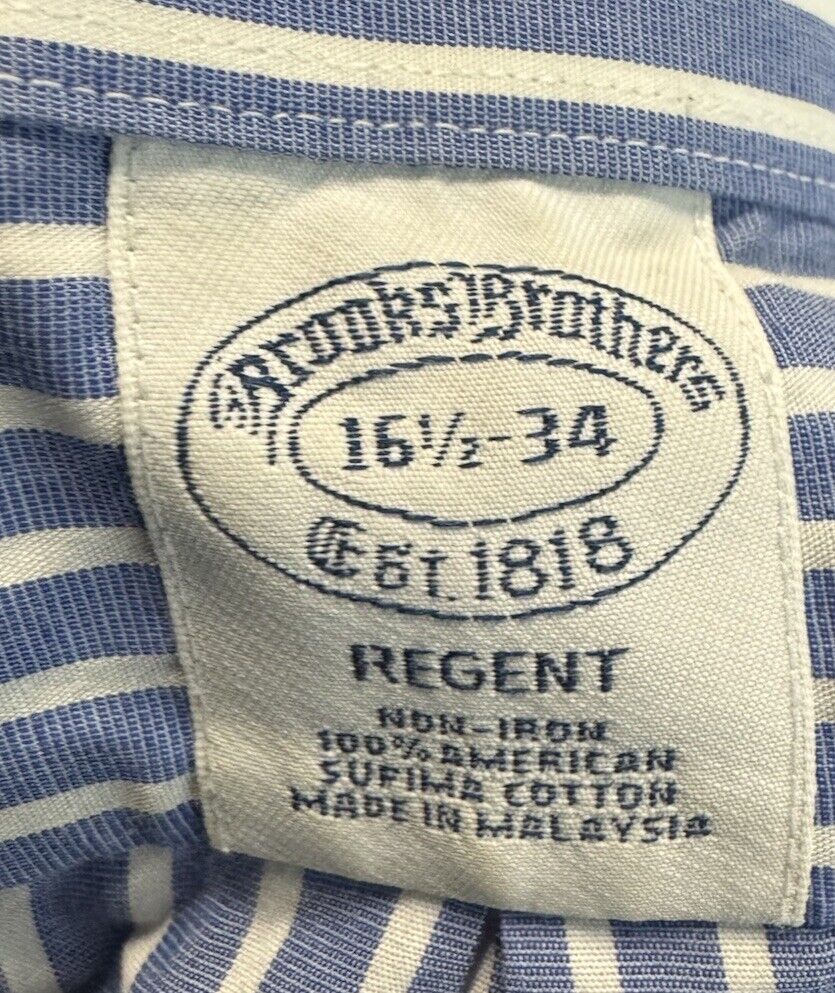 Brooks Brothers
16½-34
Est. 1818
REGENT
NON-IRON
100% AMERICAN
SUPIMA COTTON
MADE IN MALAYSIA